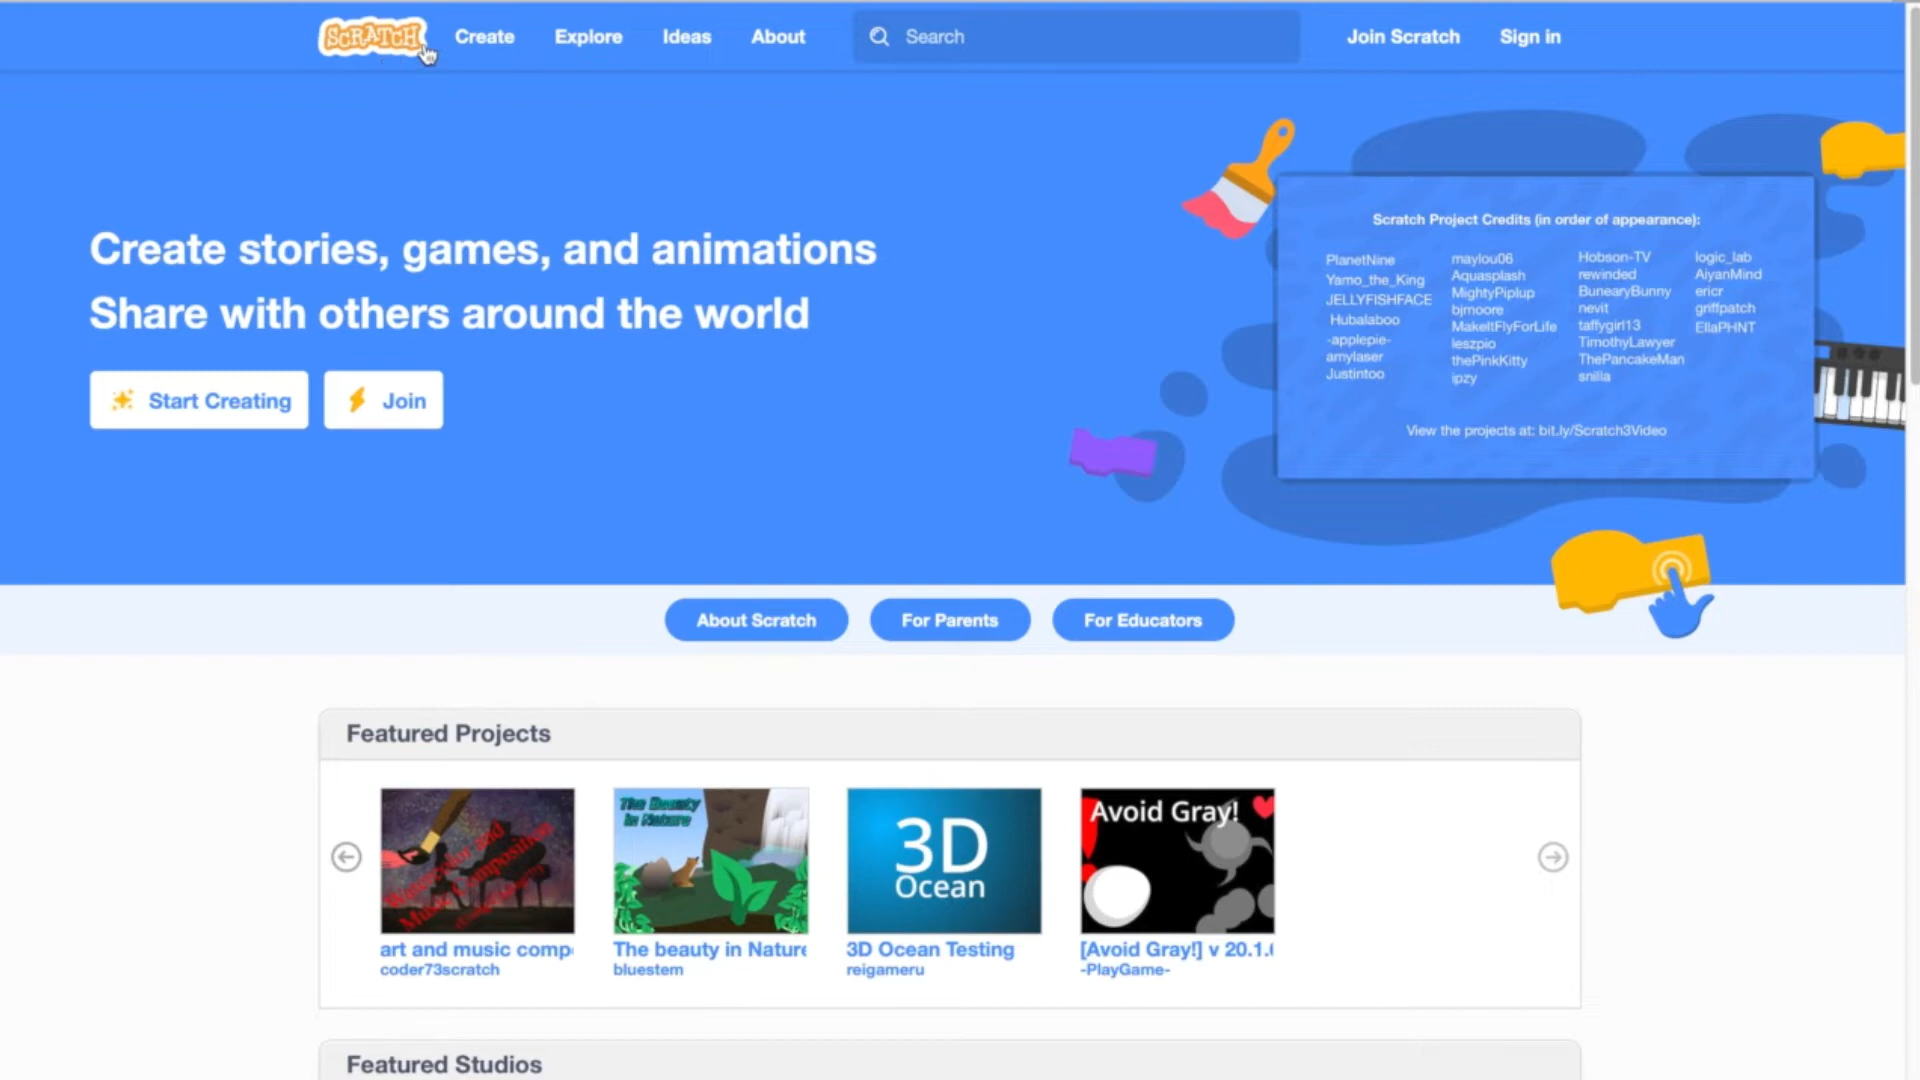 SCRATCH Create Explore Ideas About Search Join Scratch Sign in
Create stories, games, and animations
Share with others around the world
Start Creating Join
Scratch Project Credits (in order of appearance):
PlanetNine
Yamo_the_King
JELLYFISHFACE
Hubalaboo
-applepie-
amylaser
Justintoo
maylou06
Aquasplash
MightyPiplup
bjmoore
MakeItFlyForLife
leszpio
thePinkKitty
ipzy
Hobson-TV
rewinded
BunearyBunny
nevit
taffygirl13
TimothyLawyer
ThePancakeMan
snilla
logic_lab
AiyanMind
ericr
griffpatch
EllaPHNT
View the projects at: bit.ly/Scratch3Video
About Scratch For Parents For Educators
Featured Projects
Watercolor and
Music Composition
The Beauty
in Nature
3D
Ocean
Avoid Gray!
art and music comp
coder73scratch
The beauty in Nature
bluestem
3D Ocean Testing
reigameru
[Avoid Gray!] v 20.1.
-PlayGame-
Featured Studios